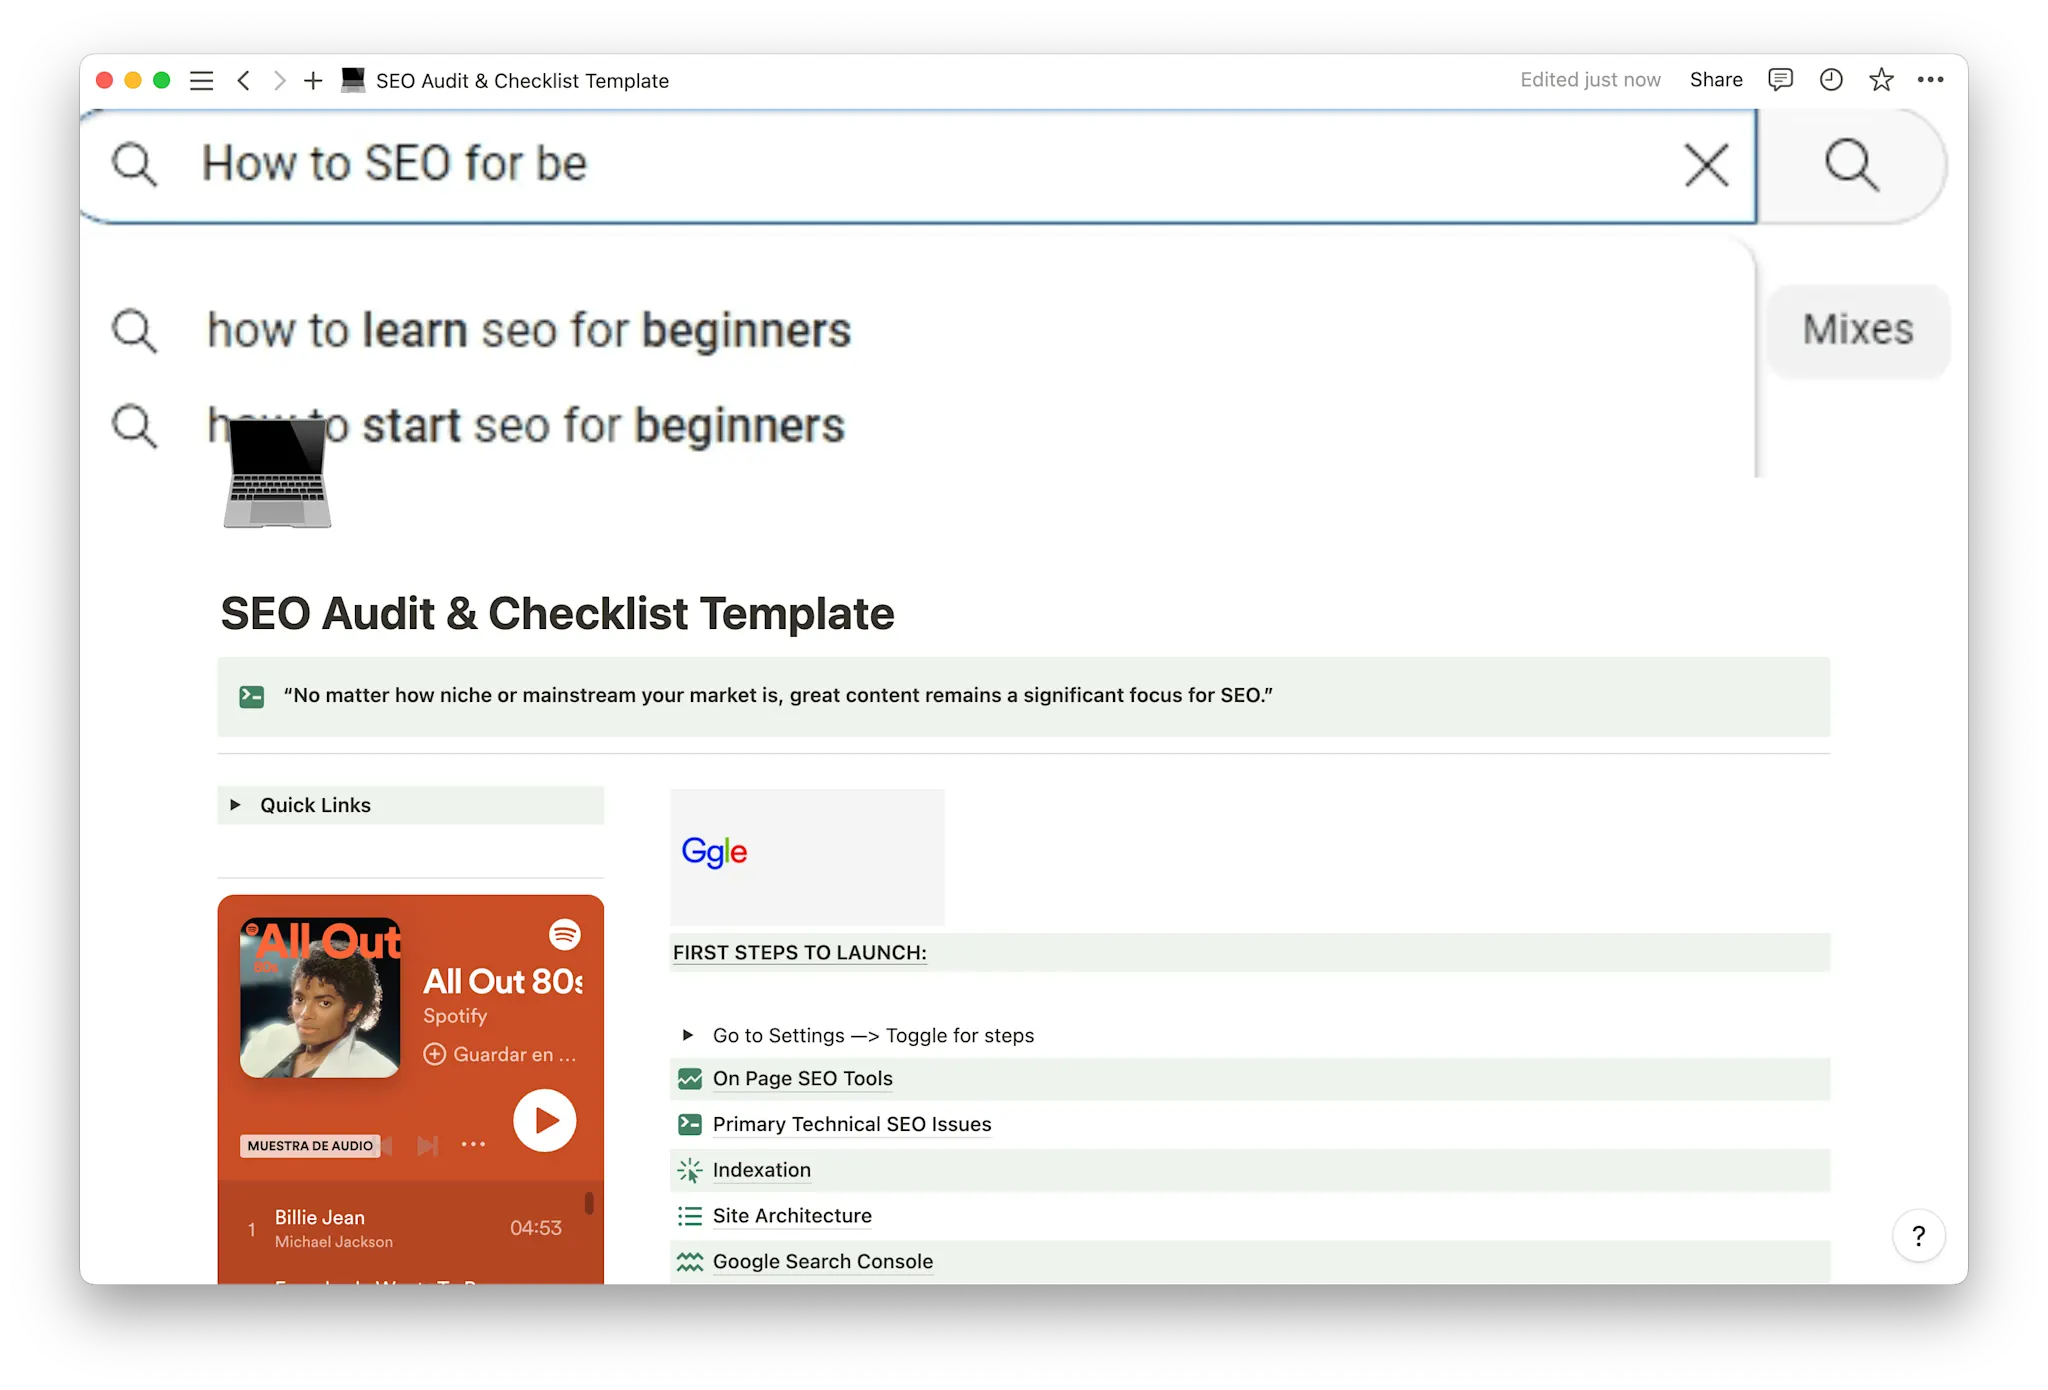 SEO Audit & Checklist Template
Edited just now
Share
How to SEO for be
how to learn seo for beginners
Mixes
to start seo for beginners
SEO Audit & Checklist Template
“No matter how niche or mainstream your market is, great content remains a significant focus for SEO.”
Quick Links
Ggle
All Out
80s
All Out 80s
Spotify
Guardar en ...
MUESTRA DE AUDIO
1
Billie Jean
04:53
Michael Jackson
FIRST STEPS TO LAUNCH:
Go to Settings —> Toggle for steps
On Page SEO Tools
Primary Technical SEO Issues
Indexation
Site Architecture
Google Search Console
?